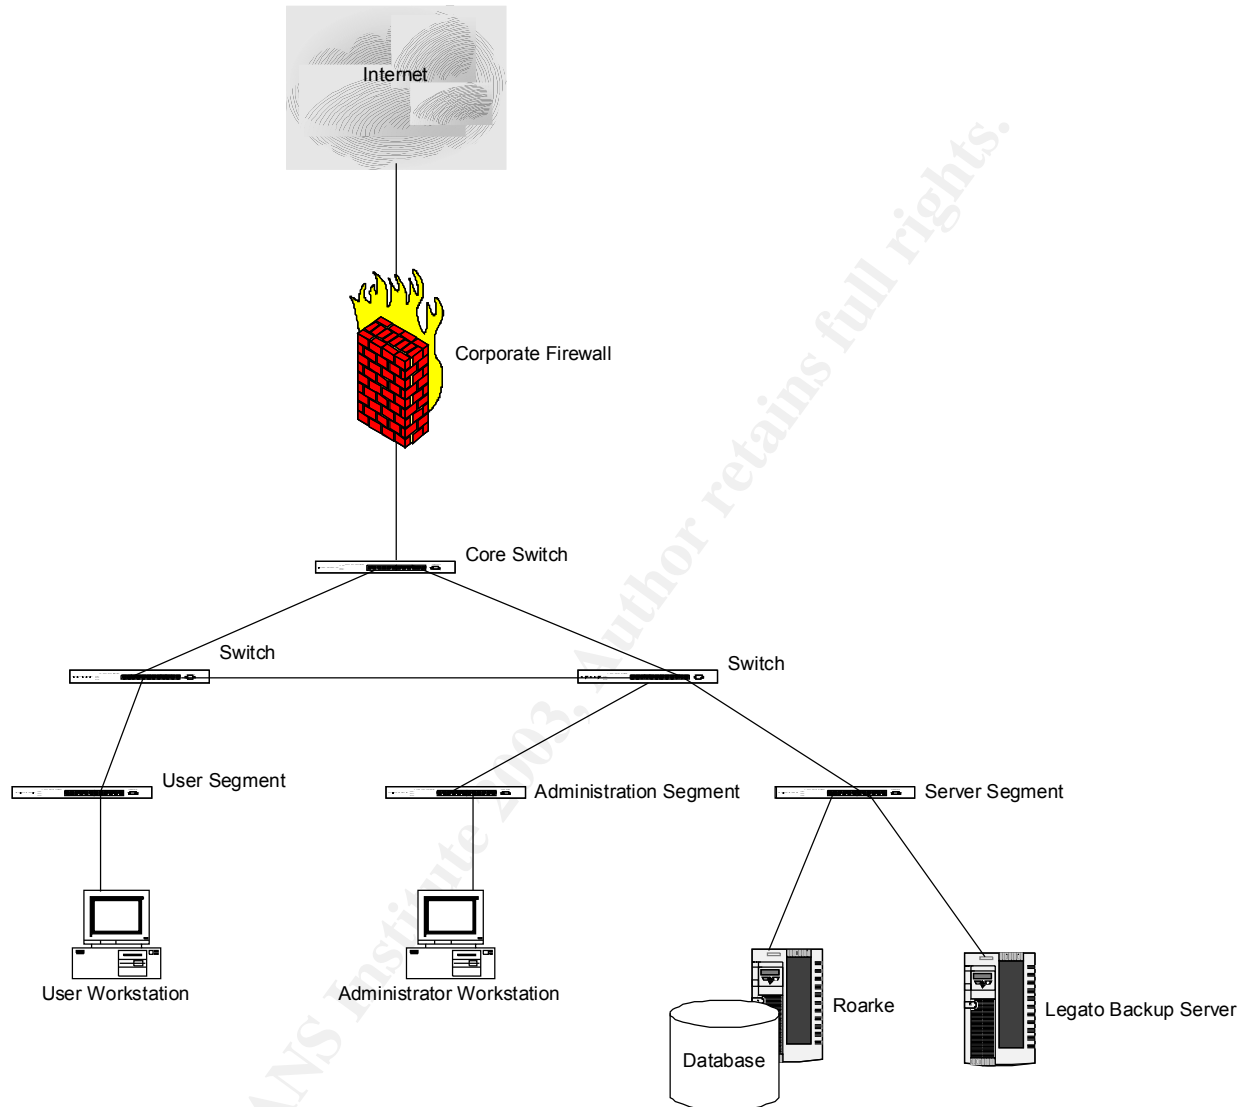 Internet
Corporate Firewall
Core Switch
Switch
Switch
User Segment
Administration Segment
Server Segment
User Workstation
Administrator Workstation
Roarke
Legato Backup Server
Database
ANS Institute 2003, Author retains full rights.